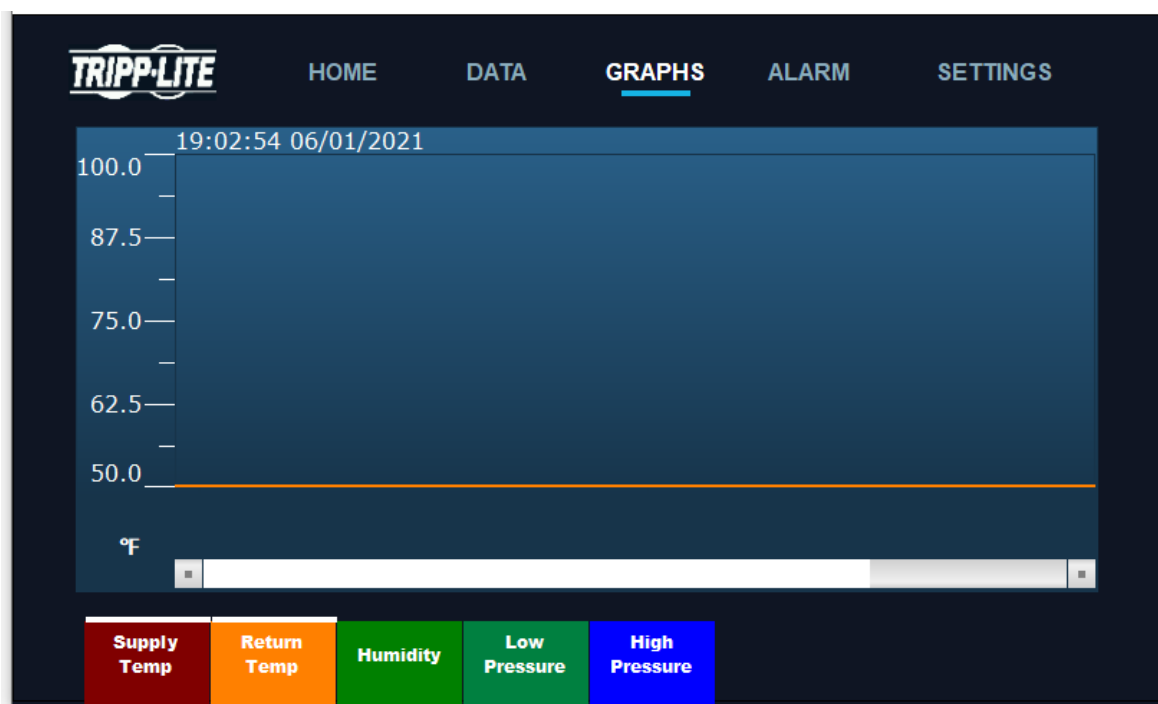 TRIPP·LITE HOME DATA GRAPHS ALARM SETTINGS
19:02:54 06/01/2021
100.0
87.5
75.0
62.5
50.0
°F
Supply Return Humidity Low High
Temp Temp Pressure Pressure